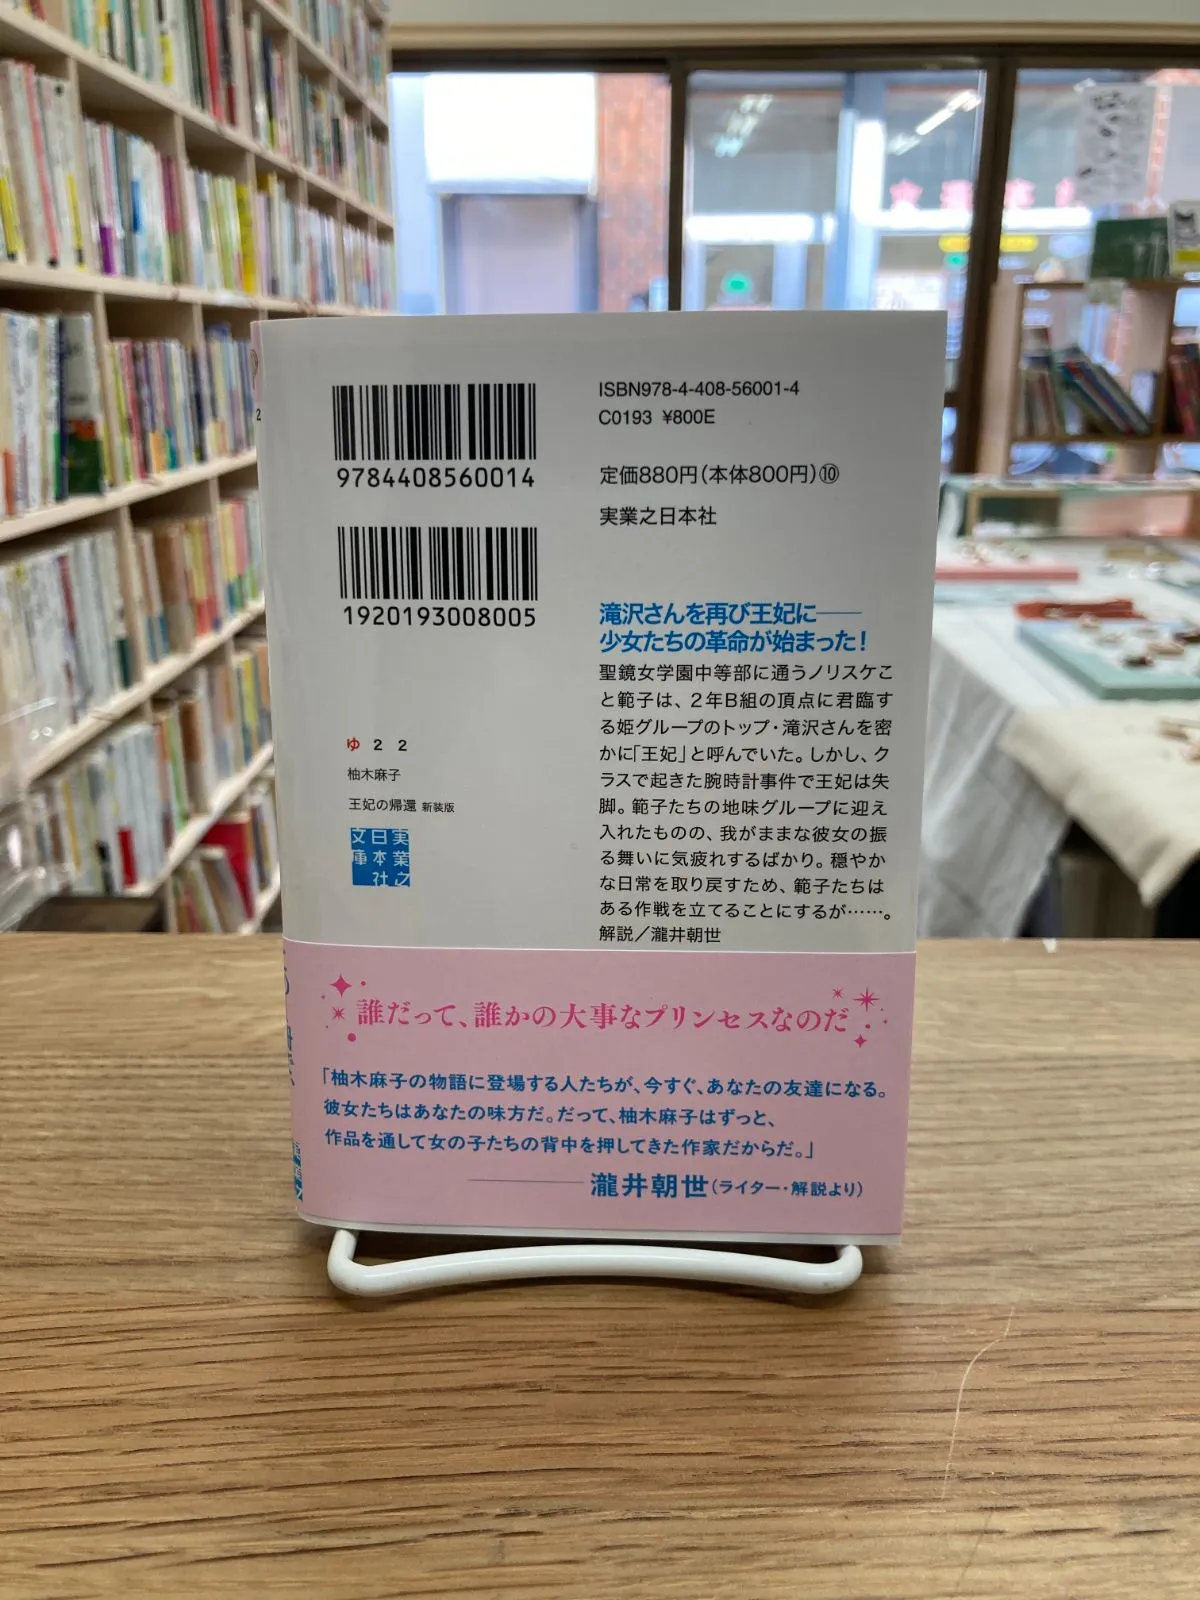 9784408560014
1920193008005
ISBN978-4-408-56001-4
C0193 ¥800E
定価880円(本体800円)⑩
実業之日本社
滝沢さんを再び王妃に——
少女たちの革命が始まった!
聖鏡女学園中等部に通うノリスケこ
と範子は、2年B組の頂点に君臨す
る姫グループのトップ・滝沢さんを密
かに「王妃」と呼んでいた。しかし、ク
ラスで起きた腕時計事件で王妃は失
脚。範子たちの地味グループに迎え
入れたものの、我がままな彼女の振
る舞いに気疲れするばかり。穏やか
な日常を取り戻すため、範子たちは
ある作戦を立てることにするが……。
解説/瀧井朝世
ゆ 2 2
柚木麻子
王妃の帰還 新装版
実業之
日本社
文庫
誰だって、誰かの大事なプリンセスなのだ
「柚木麻子の物語に登場する人たちが、今すぐ、あなたの友達になる。
彼女たちはあなたの味方だ。だって、柚木麻子はずっと、
作品を通して女の子たちの背中を押してきた作家だからだ。」
——瀧井朝世(ライター・解説より)